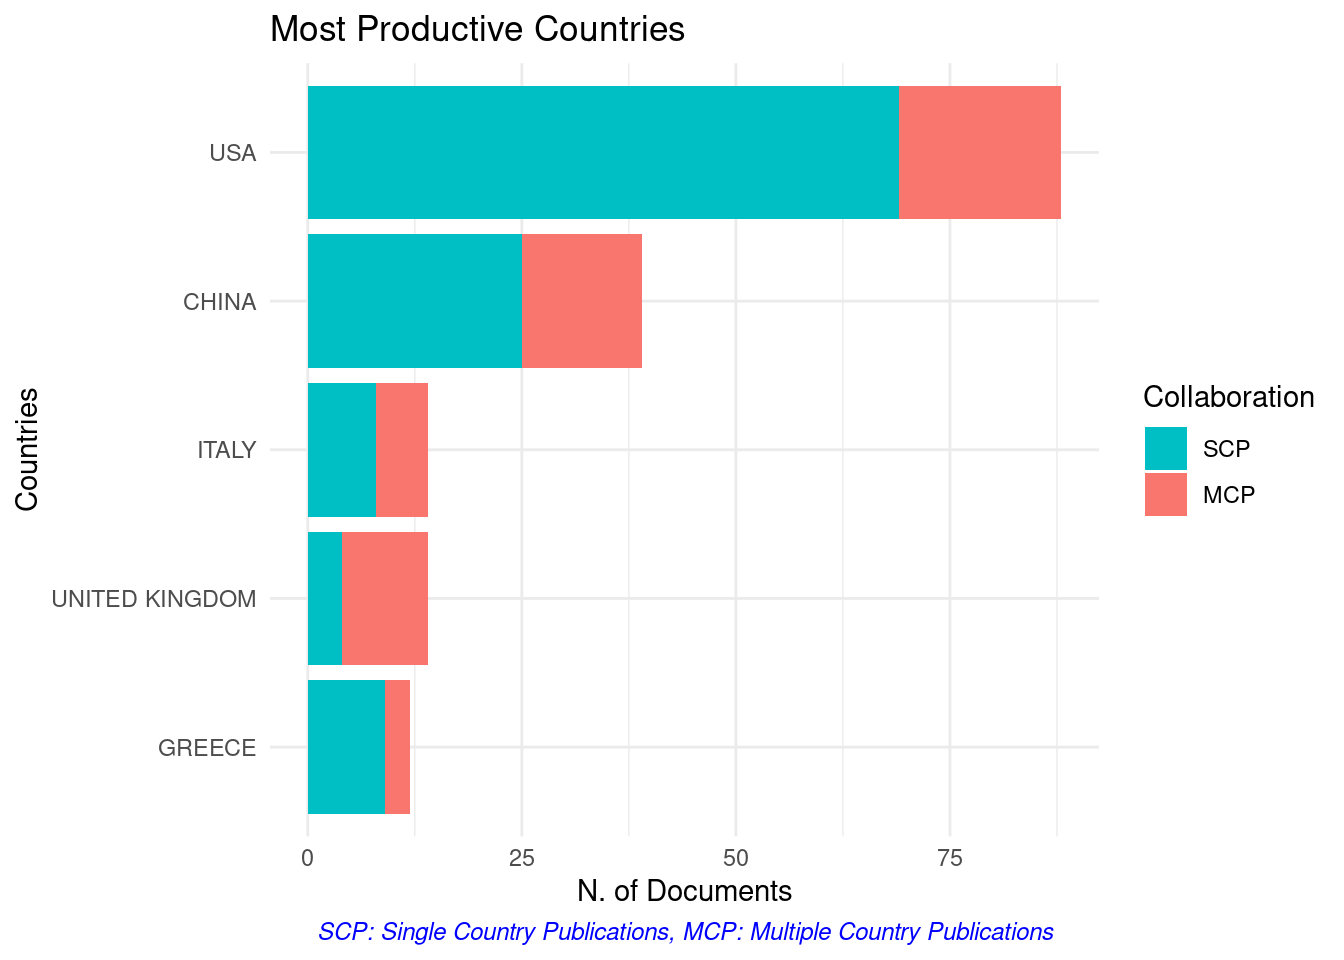 Most Productive Countries
USA
CHINA
ITALY
UNITED KINGDOM
GREECE
Countries
0 25 50 75
N. of Documents
SCP: Single Country Publications, MCP: Multiple Country Publications
Collaboration
SCP
MCP